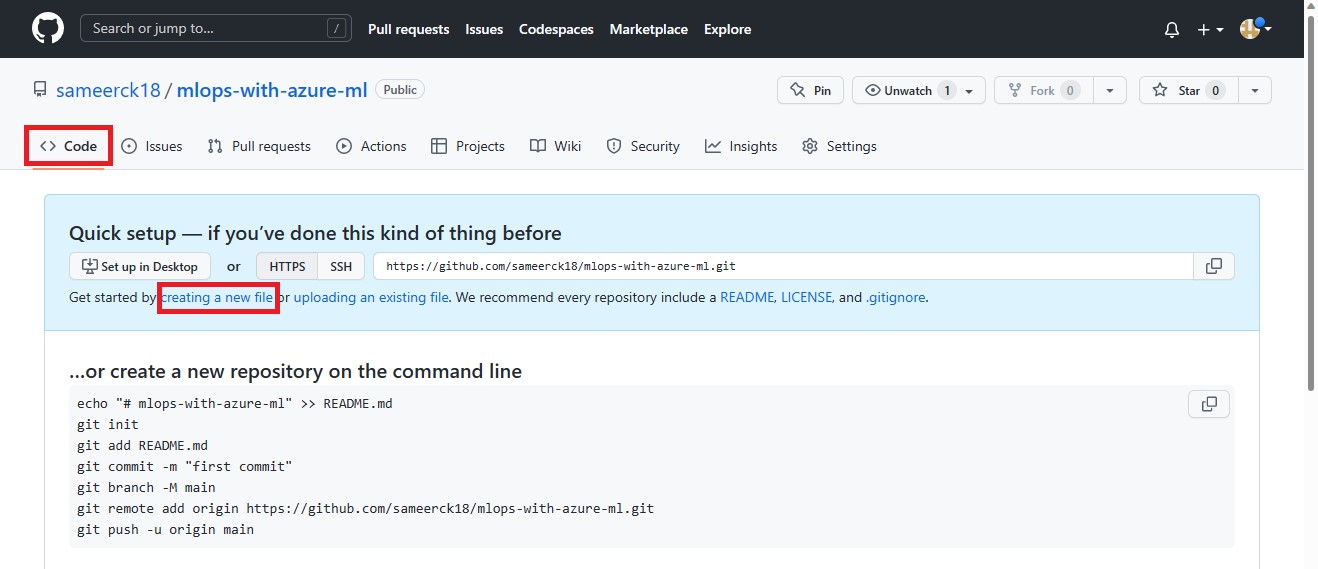 Search or jump to... / Pull requests Issues Codespaces Marketplace Explore
sameerck18 / mlops-with-azure-ml Public Pin Unwatch 1 Fork 0 Star 0
Code Issues Pull requests Actions Projects Wiki Security Insights Settings
Quick setup — if you’ve done this kind of thing before
Set up in Desktop or HTTPS SSH https://github.com/sameerck18/mlops-with-azure-ml.git
Get started by creating a new file or uploading an existing file. We recommend every repository include a README, LICENSE, and .gitignore.
…or create a new repository on the command line
echo "# mlops-with-azure-ml" >> README.md
git init
git add README.md
git commit -m "first commit"
git branch -M main
git remote add origin https://github.com/sameerck18/mlops-with-azure-ml.git
git push -u origin main